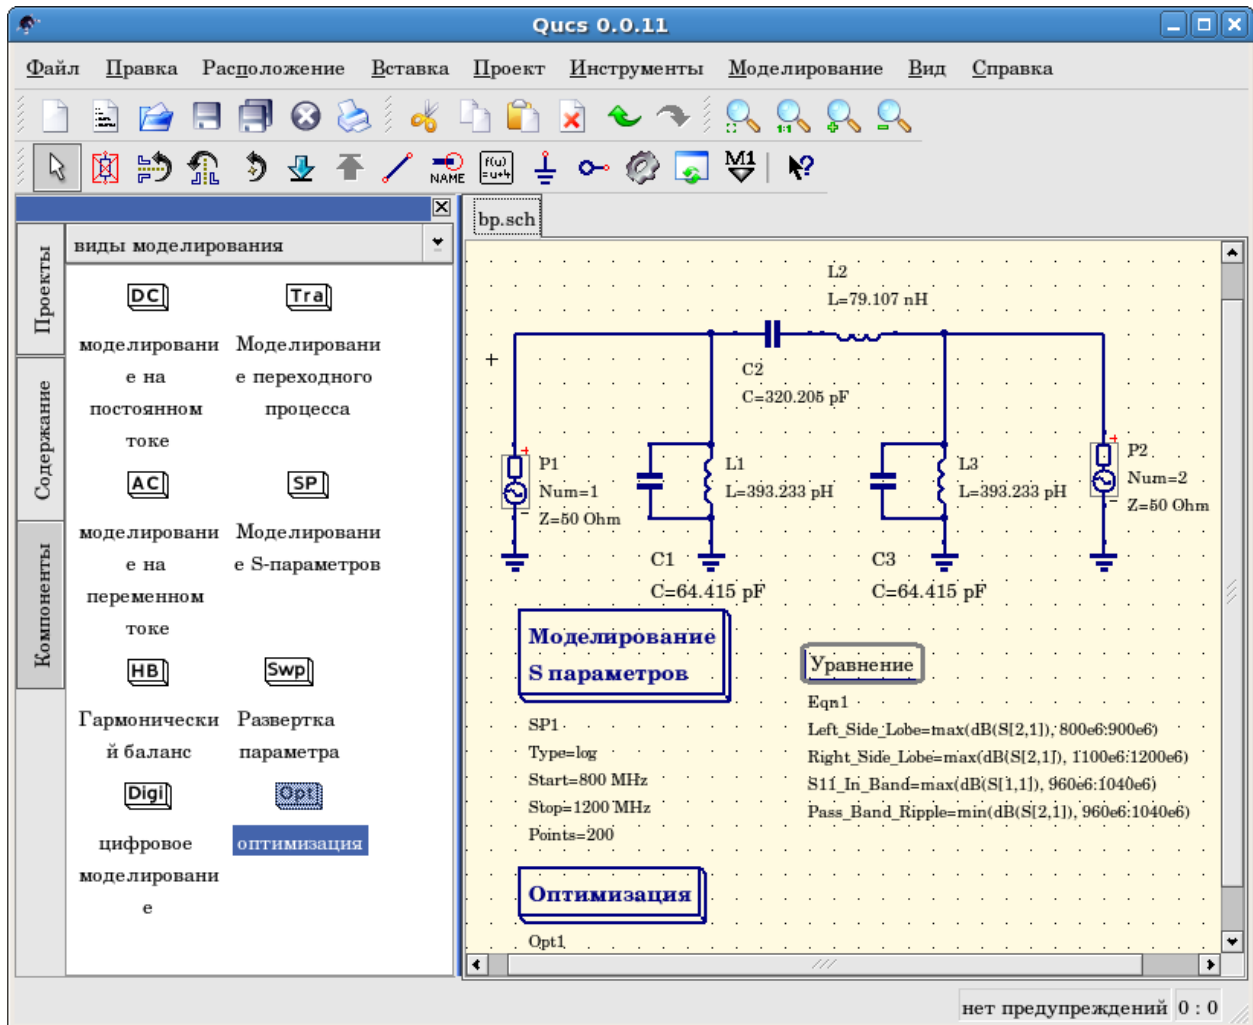 Qucs 0.0.11
Файл Правка Расположение Вставка Проект Инструменты Моделирование Вид Справка
1:1
NAME
f(u)
=u+4
M1
bp.sch
Проекты
Содержание
Компоненты
виды моделирования
DC
моделировани
е на
постоянном
токе
Tra
Моделировани
е переходного
процесса
AC
моделировани
е на
переменном
токе
SP
Моделировани
е S-параметров
HB
Гармонически
й баланс
Swp
Развертка
параметра
Digi
цифровое
моделировани
е
Opt
оптимизация
L2
L=79.107 nH
C2
C=320.205 pF
P1
Num=1
Z=50 Ohm
L1
L=393.233 pH
L3
L=393.233 pH
P2
Num=2
Z=50 Ohm
C1
C=64.415 pF
C3
C=64.415 pF
Моделирование
S параметров
SP1
Type=log
Start=800 MHz
Stop=1200 MHz
Points=200
Уравнение
Eqn1
Left_Side_Lobe=max(dB(S[2,1]), 800e6:900e6)
Right_Side_Lobe=max(dB(S[2,1]), 1100e6:1200e6)
S11_In_Band=max(dB(S[1,1]), 960e6:1040e6)
Pass_Band_Ripple=min(dB(S[2,1]), 960e6:1040e6)
Оптимизация
Opt1
нет предупреждений 0 : 0